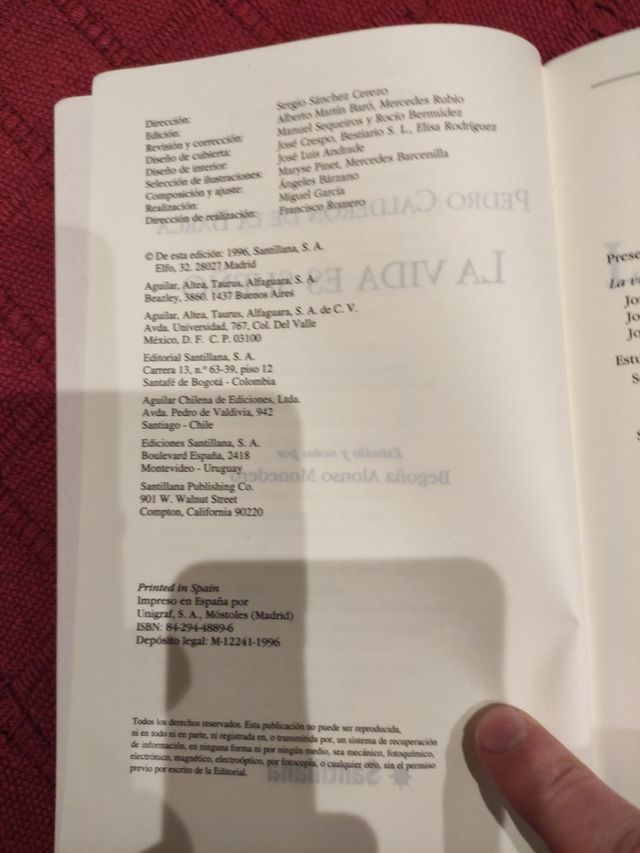 Dirección: Sergio Sánchez Cerezo
Edición: Alberto Martín Baró, Mercedes Rubio
Revisión y corrección: Manuel Sequeiros y Rocío Bermúdez
Diseño de cubierta: José Crespo, Bestiario S. L., Elisa Rodríguez
Diseño de interior: José Luis Andrade
Selección de ilustraciones: Maryse Pinet, Mercedes Barcenilla
Composición y ajuste: Ángeles Bárzano
Realización: Miguel García
Dirección de realización: Francisco Romero
© De esta edición: 1996, Santillana, S. A.
Elfo, 32. 28027 Madrid
Aguilar, Altea, Taurus, Alfaguara, S. A.
Beazley, 3860. 1437 Buenos Aires
Aguilar, Altea, Taurus, Alfaguara, S. A. de C. V.
Avda. Universidad, 767, Col. Del Valle
México, D. F. C. P. 03100
Editorial Santillana, S. A.
Carrera 13, n.º 63-39, piso 12
Santafé de Bogotá - Colombia
Aguilar Chilena de Ediciones, Ltda.
Avda. Pedro de Valdivia, 942
Santiago - Chile
Ediciones Santillana, S. A.
Boulevard España, 2418
Montevideo - Uruguay
Santillana Publishing Co.
901 W. Walnut Street
Compton, California 90220
Printed in Spain
Impreso en España por
Unigraf, S. A., Móstoles (Madrid)
ISBN: 84-294-4889-6
Depósito legal: M-12241-1996
Todos los derechos reservados. Esta publicación no puede ser reproducida,
ni en todo ni en parte, ni registrada en, o transmitida por, un sistema de recuperación
de información, en ninguna forma ni por ningún medio, sea mecánico, fotoquímico,
electrónico, magnético, electroóptico, por fotocopia, o cualquier otro, sin el permiso
previo por escrito de la Editorial.